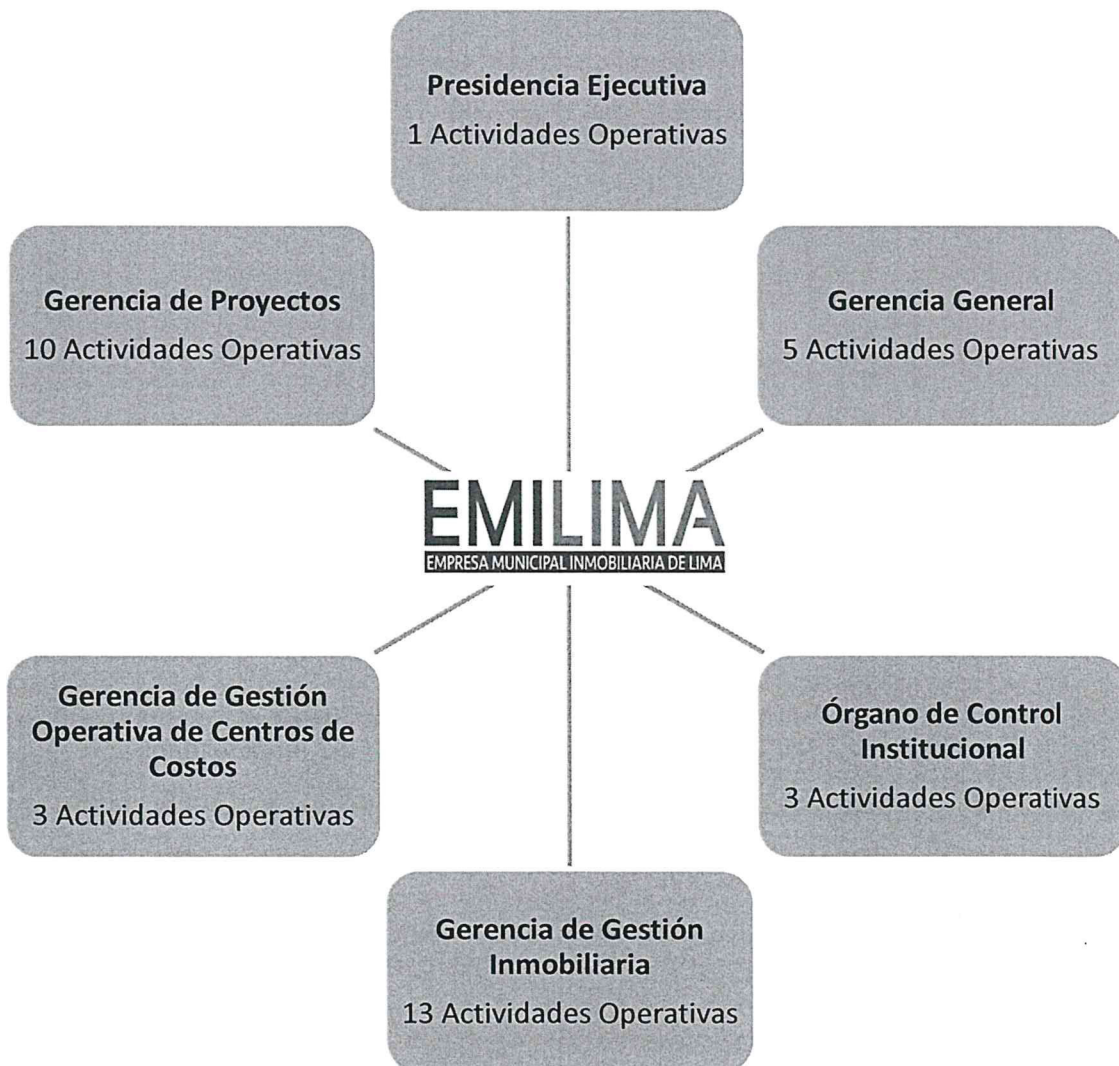 Presidencia Ejecutiva
1 Actividades Operativas
Gerencia de Proyectos
10 Actividades Operativas
Gerencia General
5 Actividades Operativas
EMILIMA
EMPRESA MUNICIPAL INMOBILIARIA DE LIMA
Gerencia de Gestión
Operativa de Centros de
Costos
3 Actividades Operativas
Órgano de Control
Institucional
3 Actividades Operativas
Gerencia de Gestión
Inmobiliaria
13 Actividades Operativas